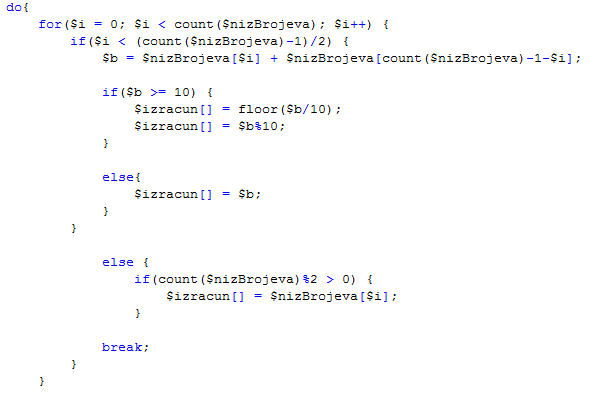 do{
for($i = 0; $i < count($nizBrojeva); $i++) {
if($i < (count($nizBrojeva)-1)/2) {
$b = $nizBrojeva[$i] + $nizBrojeva[count($nizBrojeva)-1-$i];
if($b >= 10) {
$izracun[] = floor($b/10);
$izracun[] = $b%10;
}
else{
$izracun[] = $b;
}
}
else {
if(count($nizBrojeva)%2 > 0) {
$izracun[] = $nizBrojeva[$i];
}
break;
}
}